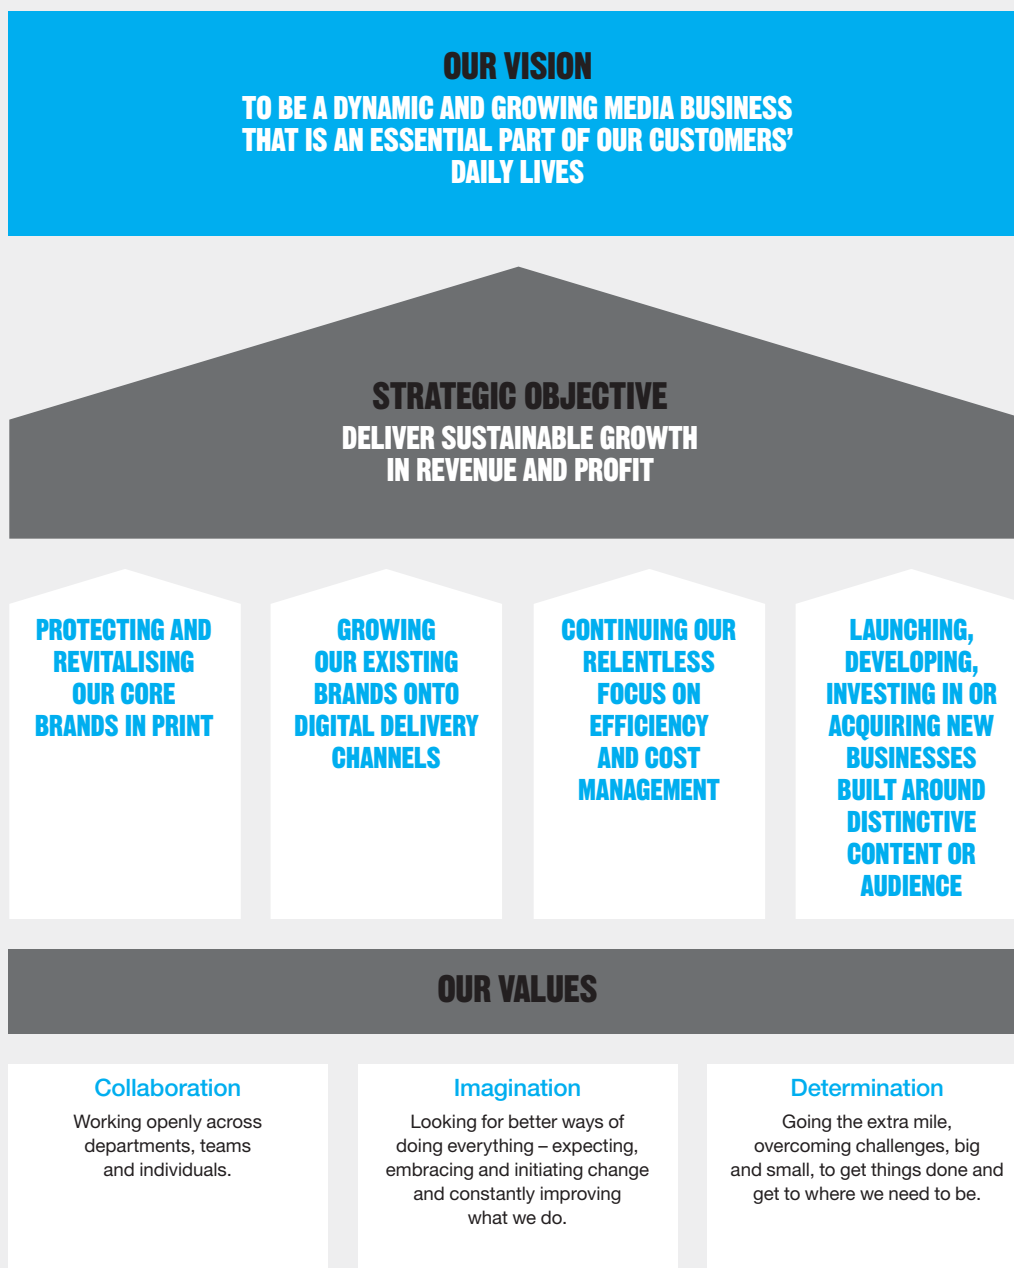 OUR VISION
TO BE A DYNAMIC AND GROWING MEDIA BUSINESS
THAT IS AN ESSENTIAL PART OF OUR CUSTOMERS’
DAILY LIVES
STRATEGIC OBJECTIVE
DELIVER SUSTAINABLE GROWTH
IN REVENUE AND PROFIT
PROTECTING AND
REVITALISING
OUR CORE
BRANDS IN PRINT
GROWING
OUR EXISTING
BRANDS ONTO
DIGITAL DELIVERY
CHANNELS
CONTINUING OUR
RELENTLESS
FOCUS ON
EFFICIENCY
AND COST
MANAGEMENT
LAUNCHING,
DEVELOPING,
INVESTING IN OR
ACQUIRING NEW
BUSINESSES
BUILT AROUND
DISTINCTIVE
CONTENT OR
AUDIENCE
OUR VALUES
Collaboration
Working openly across
departments, teams
and individuals.
Imagination
Looking for better ways of
doing everything – expecting,
embracing and initiating change
and constantly improving
what we do.
Determination
Going the extra mile,
overcoming challenges, big
and small, to get things done and
get to where we need to be.